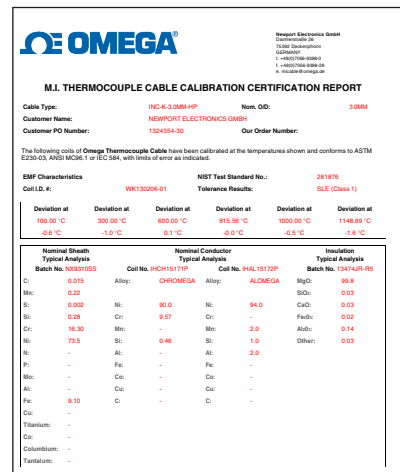 Ω OMEGA®
Newport Electronics GmbH
Daimlerstraße 26
75392 Deckenpfronn
GERMANY
t. +49(0)7056-9398-0
f. +49(0)7056-9398-29
e. micable@omega.de
M.I. THERMOCOUPLE CABLE CALIBRATION CERTIFICATION REPORT
Cable Type: INC-K-3.0MM-HP Nom. O/D: 3.0MM
Customer Name: NEWPORT ELECTRONICS GMBH
Customer PO Number: 1324354-30 Our Order Number:
The following coils of Omega Thermocouple Cable have been calibrated at the temperatures shown and conforms to ASTM
E230-03, ANSI MC96.1 or IEC 584, with limits of error as indicated.
EMF Characteristics NIST Test Standard No.: 281876
Coil I.D. #: WK130206-01 Tolerance Results: SLE (Class 1)
Deviation at Deviation at Deviation at Deviation at Deviation at Deviation at
100.00 °C 300.00 °C 600.00 °C 815.56 °C 1000.00 °C 1148.89 °C
-0.6 °C -1.0 °C 0.1 °C -0.0 °C -0.5 °C -1.6 °C
Nominal Sheath Nominal Conductor Insulation
Typical Analysis Typical Analysis Typical Analysis
Batch No. NX9310SS Coil No. IHCH15171P Coil No. IHAL15172P Batch No. 13474JR-R5
C: 0.015 Alloy: CHROMEGA Alloy: ALOMEGA MgO: 99.8
Mn: 0.22 SiO₂: 0.03
S: 0.002 Ni: 90.0 Ni: 94.0 CaO: 0.03
Si: 0.28 Cr: 9.57 Cr: - Fe₂O₃: 0.02
Cr: 16.30 Mn: - Mn: 2.0 Al₂O₃: 0.14
Ni: 73.5 Si: 0.46 Si: 1.0 Other: 0.03
N: - Al: - Al: 2.0
P: - Fe: - Fe: -
Mo: - Co: - Co: -
Al: - Cu: - Cu: -
Fe: 9.10 C: - C: -
Cu: -
Titanium: -
Co: -
Columbium: -
Tantalum: -